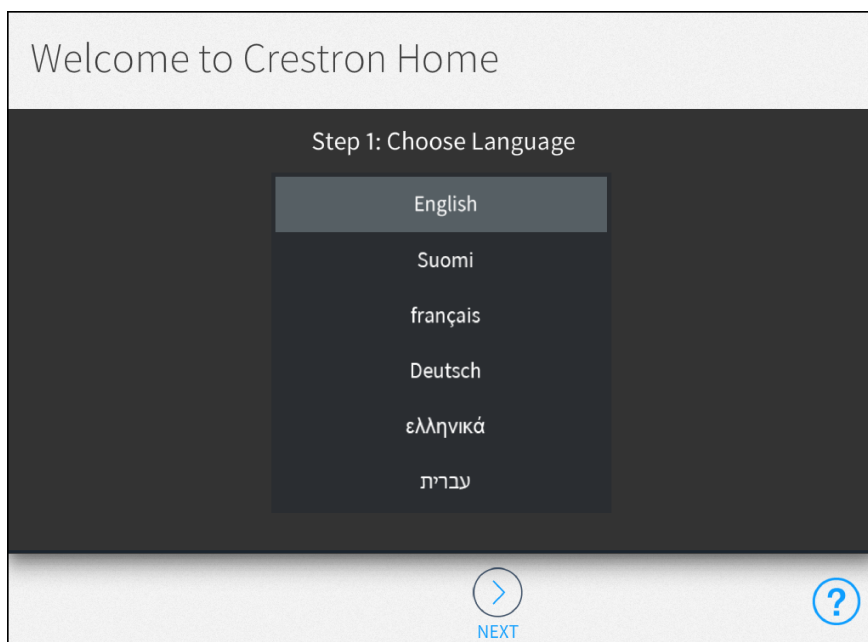 Welcome to Crestron Home
Step 1: Choose Language
English
Suomi
français
Deutsch
ελληνικά
עברית
NEXT
?